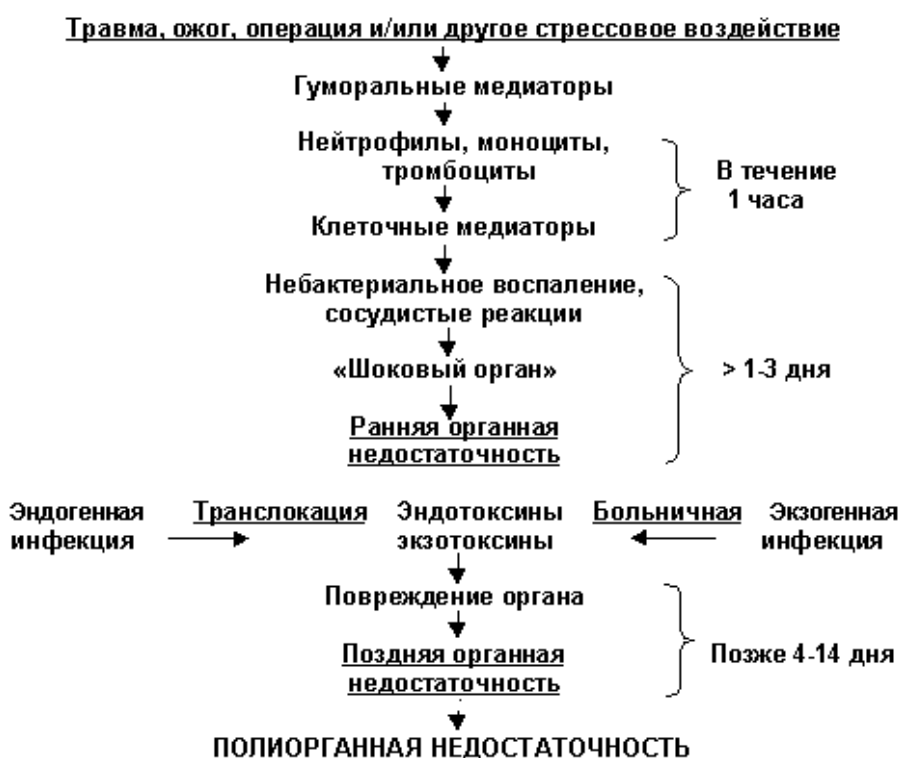 Травма, ожог, операция и/или другое стрессовое воздействие
Гуморальные медиаторы
Нейтрофилы, моноциты,
тромбоциты
В течение
1 часа
Клеточные медиаторы
Небактериальное воспаление,
сосудистые реакции
«Шоковый орган»
> 1-3 дня
Ранняя органная
недостаточность
Эндогенная
инфекция
Транслокация
Эндотоксины
экзотоксины
Больничная
Экзогенная
инфекция
Повреждение органа
Поздняя органная
недостаточность
Позже 4-14 дня
ПОЛИОРГАННАЯ НЕДОСТАТОЧНОСТЬ